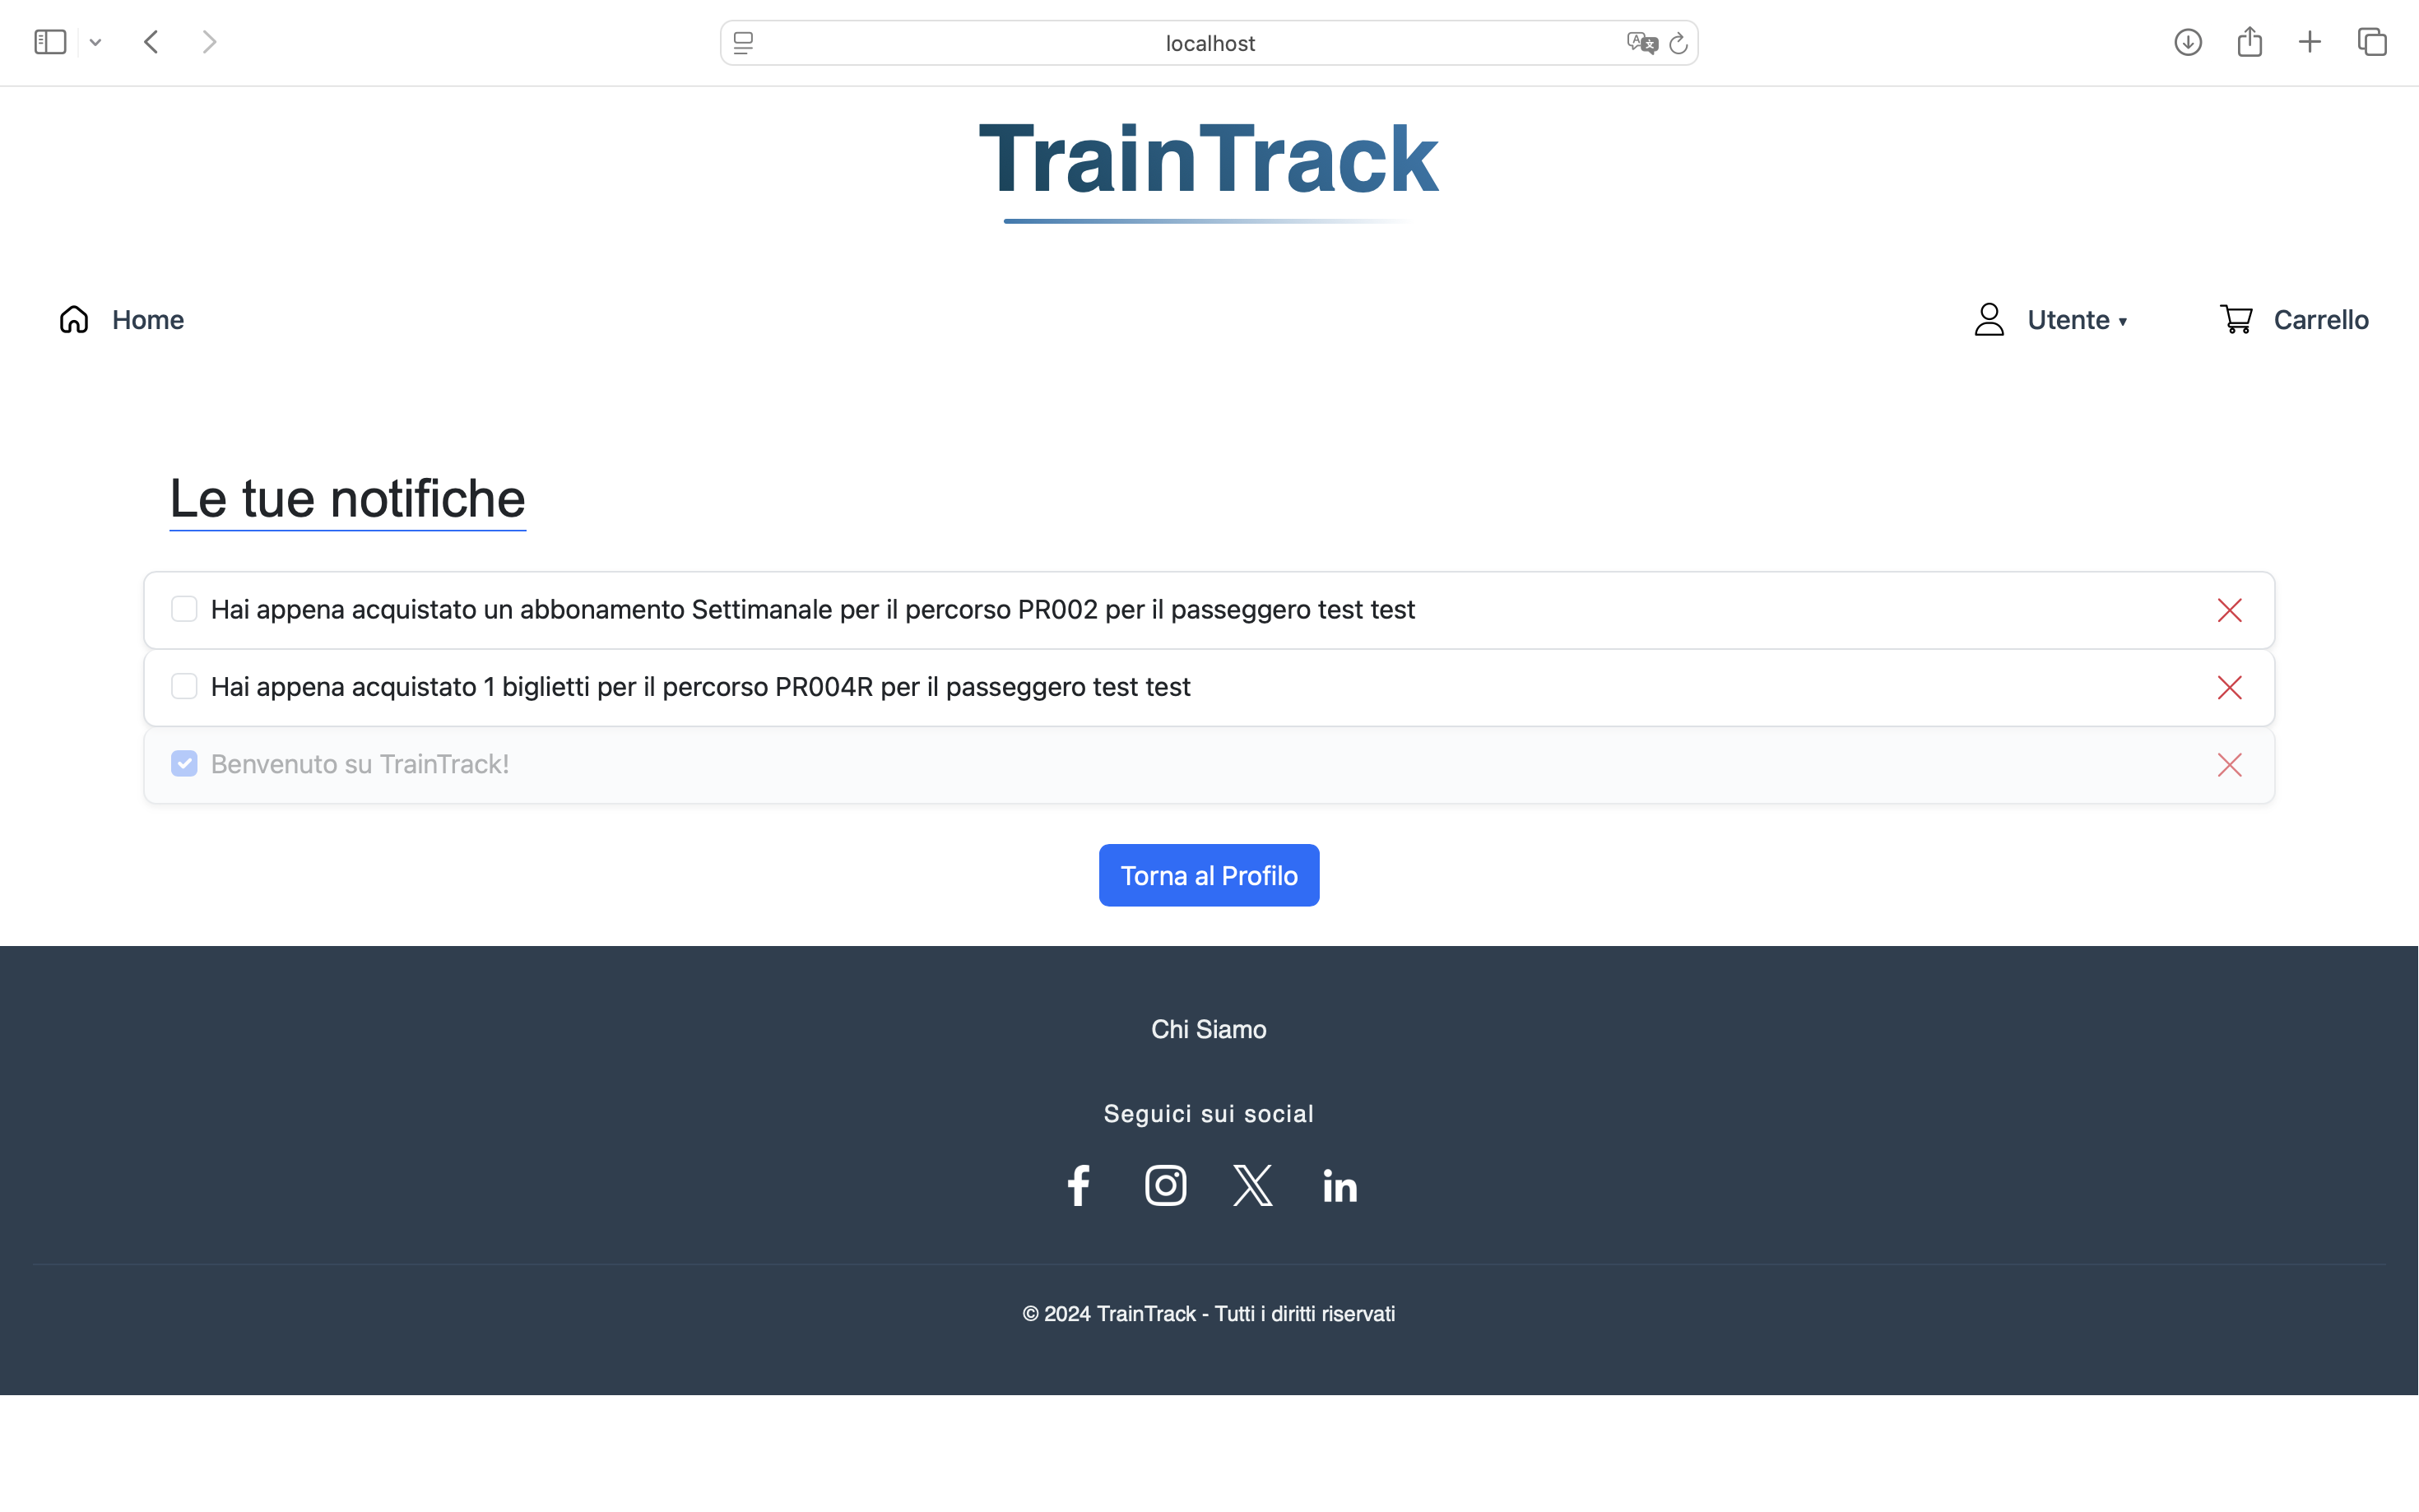 localhost
TrainTrack
Home
Utente ▾
Carrello
Le tue notifiche
Hai appena acquistato un abbonamento Settimanale per il percorso PR002 per il passeggero test test
Hai appena acquistato 1 biglietti per il percorso PR004R per il passeggero test test
Benvenuto su TrainTrack!
Torna al Profilo
Chi Siamo
Seguici sui social
© 2024 TrainTrack - Tutti i diritti riservati